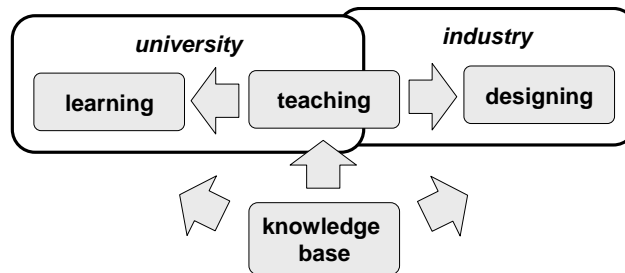 university
industry
learning
teaching
designing
knowledge
base